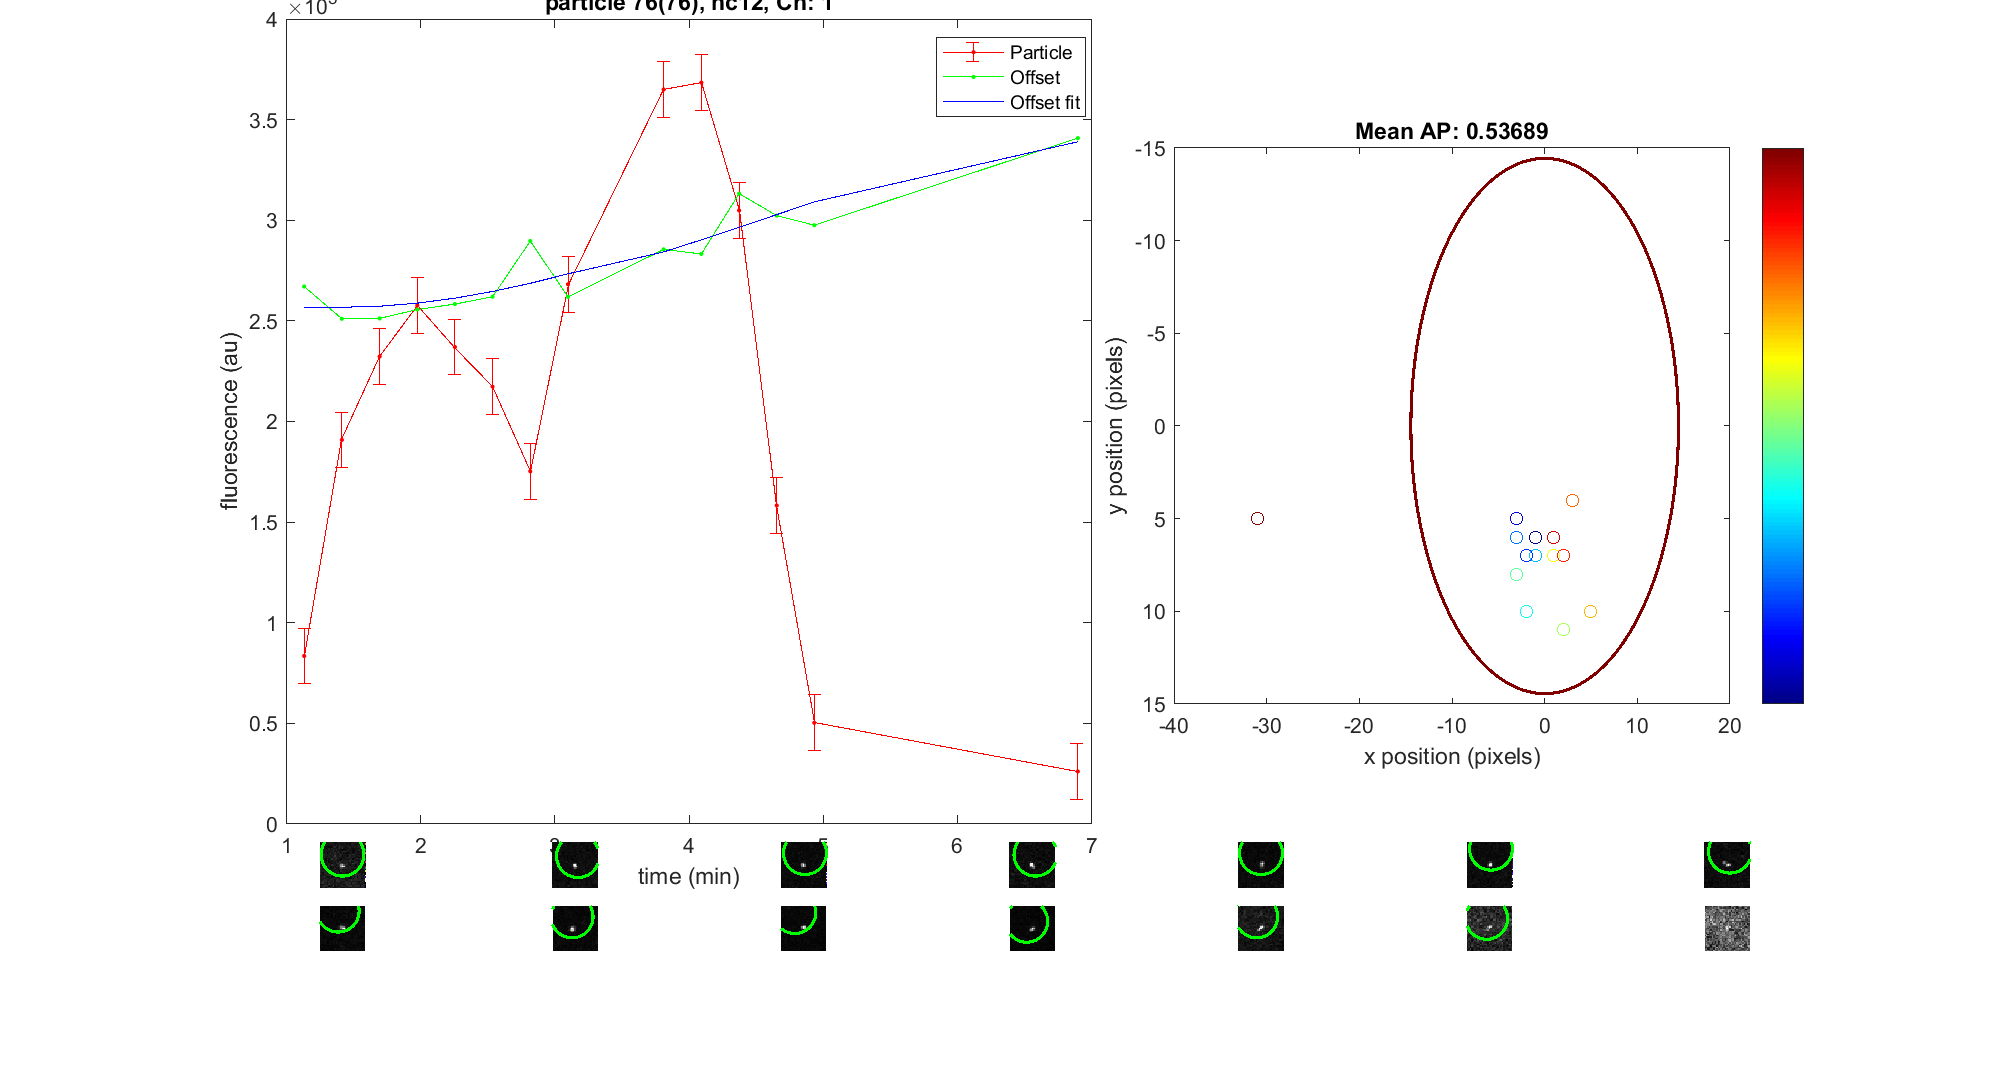 particle 76(76), nc12, Ch: 1
4
3.5
3
2.5
2
1.5
1
0.5
0
fluorescence (au)
1 2 3 4 5 6 7
time (min)
Particle
Offset
Offset fit
Mean AP: 0.53689
-15
-10
-5
0
5
10
15
y position (pixels)
-40 -30 -20 -10 0 10 20
x position (pixels)